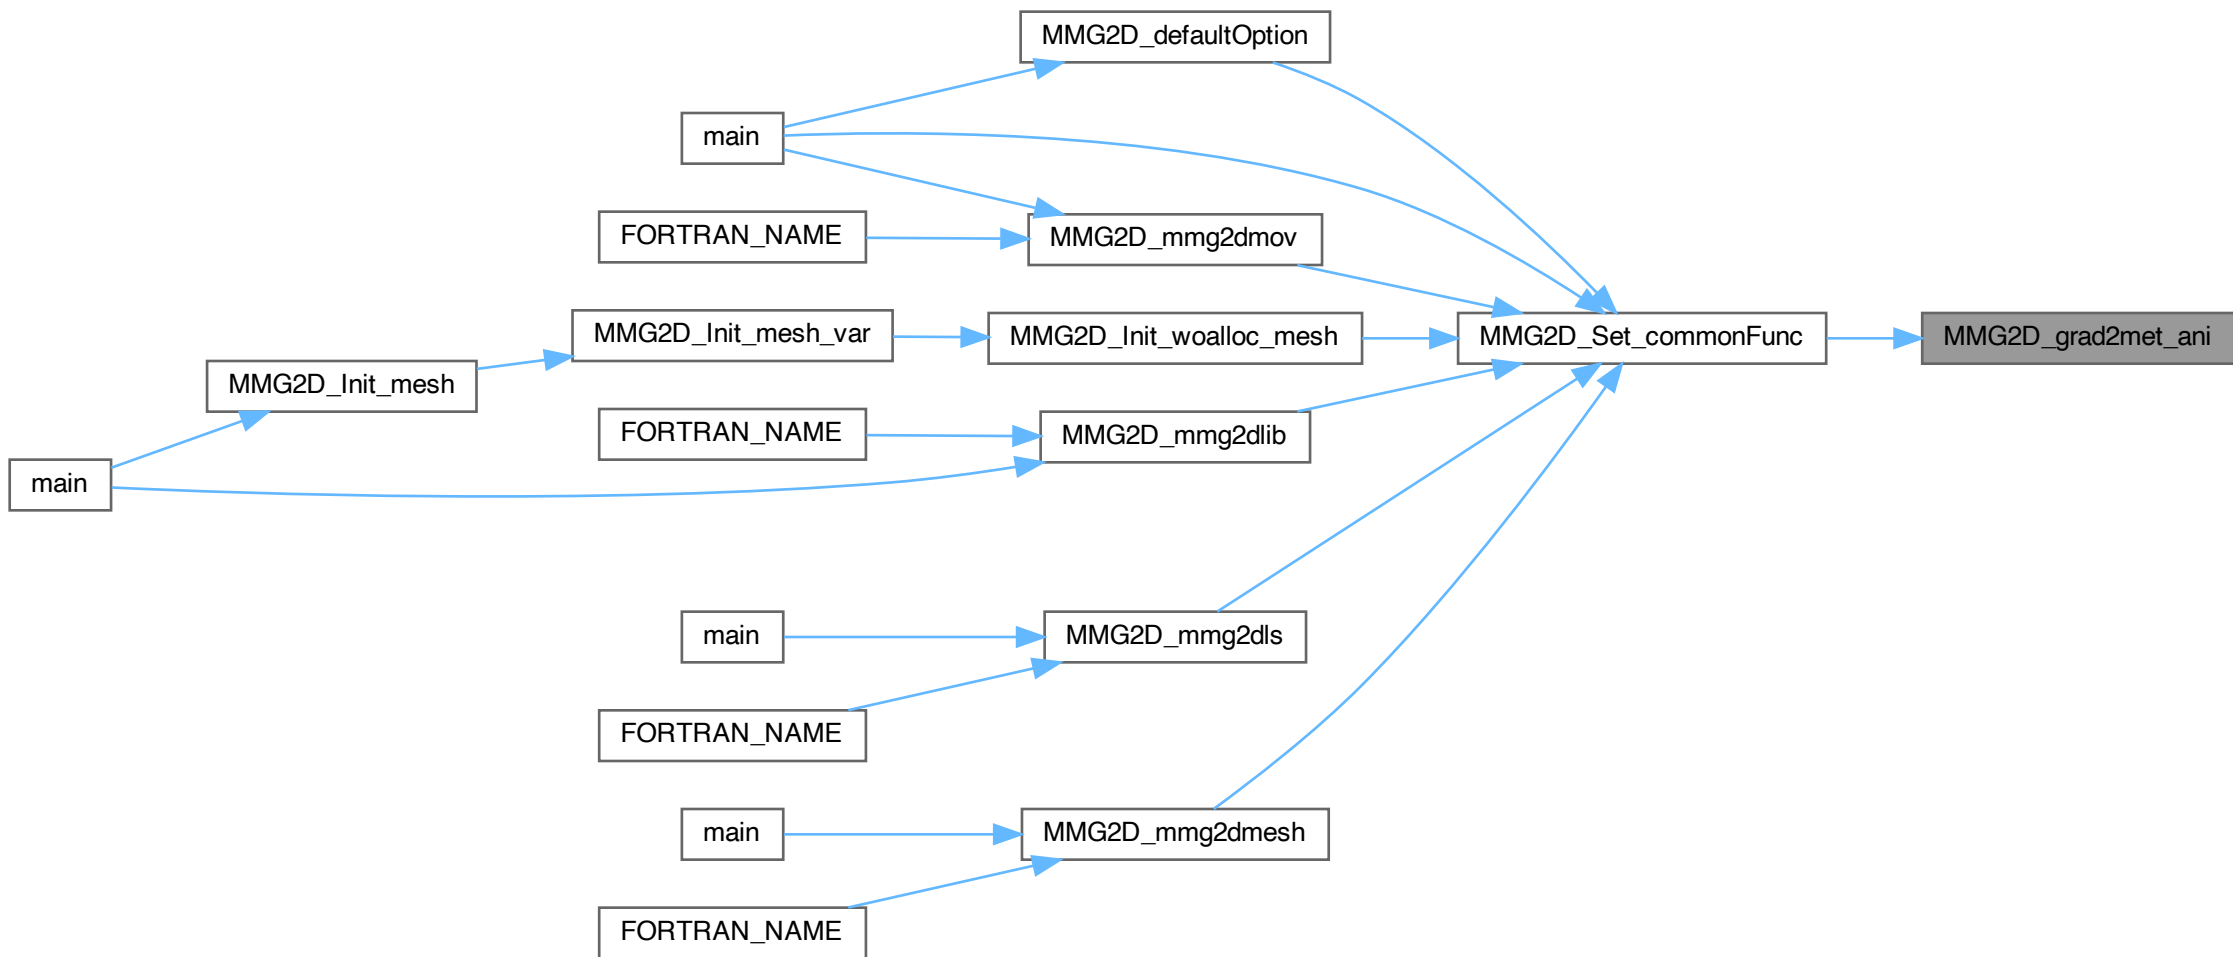 MMG2D_defaultOption
main
MMG2D_mmg2dmov
FORTRAN_NAME
MMG2D_Init_mesh_var
MMG2D_Init_woalloc_mesh
MMG2D_Set_commonFunc
MMG2D_grad2met_ani
MMG2D_Init_mesh
FORTRAN_NAME
MMG2D_mmg2dlib
main
main
MMG2D_mmg2dls
FORTRAN_NAME
main
MMG2D_mmg2dmesh
FORTRAN_NAME